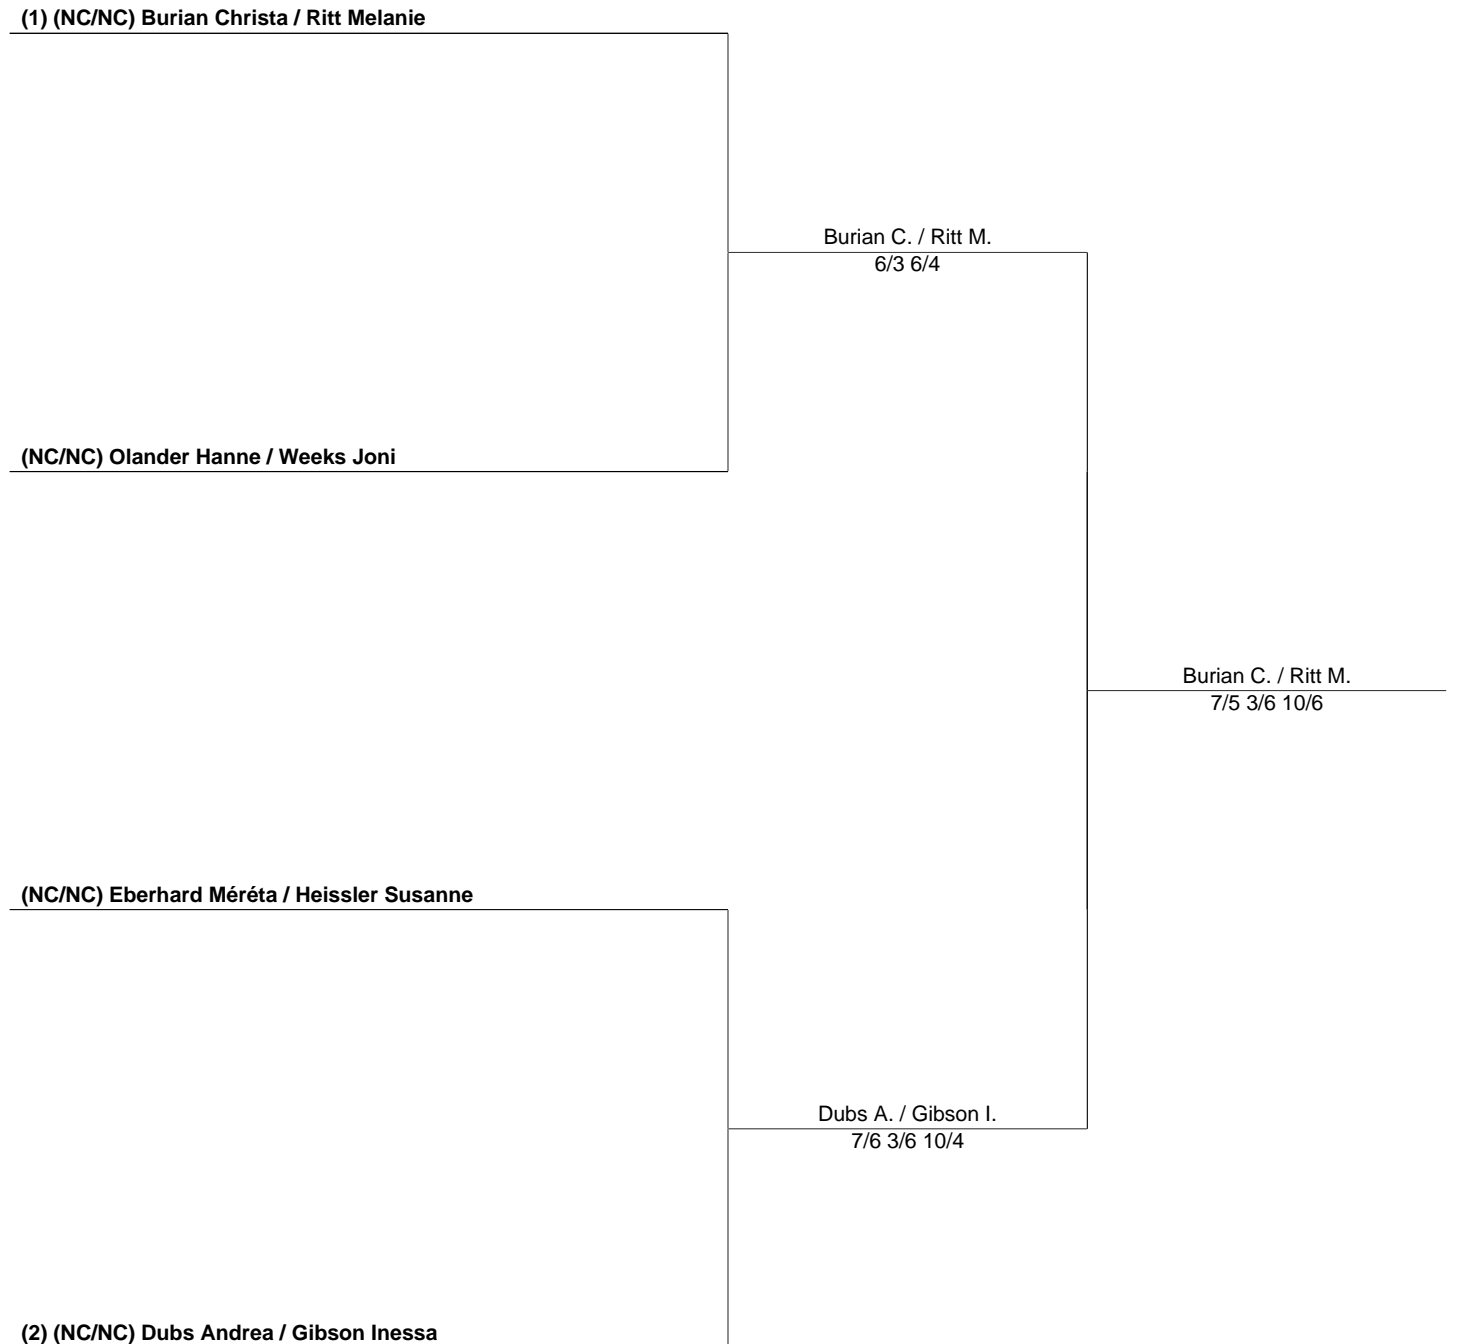 (1) (NC/NC) Burian Christa / Ritt Melanie
Burian C. / Ritt M.
6/3 6/4
(NC/NC) Olander Hanne / Weeks Joni
Burian C. / Ritt M.
7/5 3/6 10/6
(NC/NC) Eberhard Méréta / Heissler Susanne
Dubs A. / Gibson I.
7/6 3/6 10/4
(2) (NC/NC) Dubs Andrea / Gibson Inessa